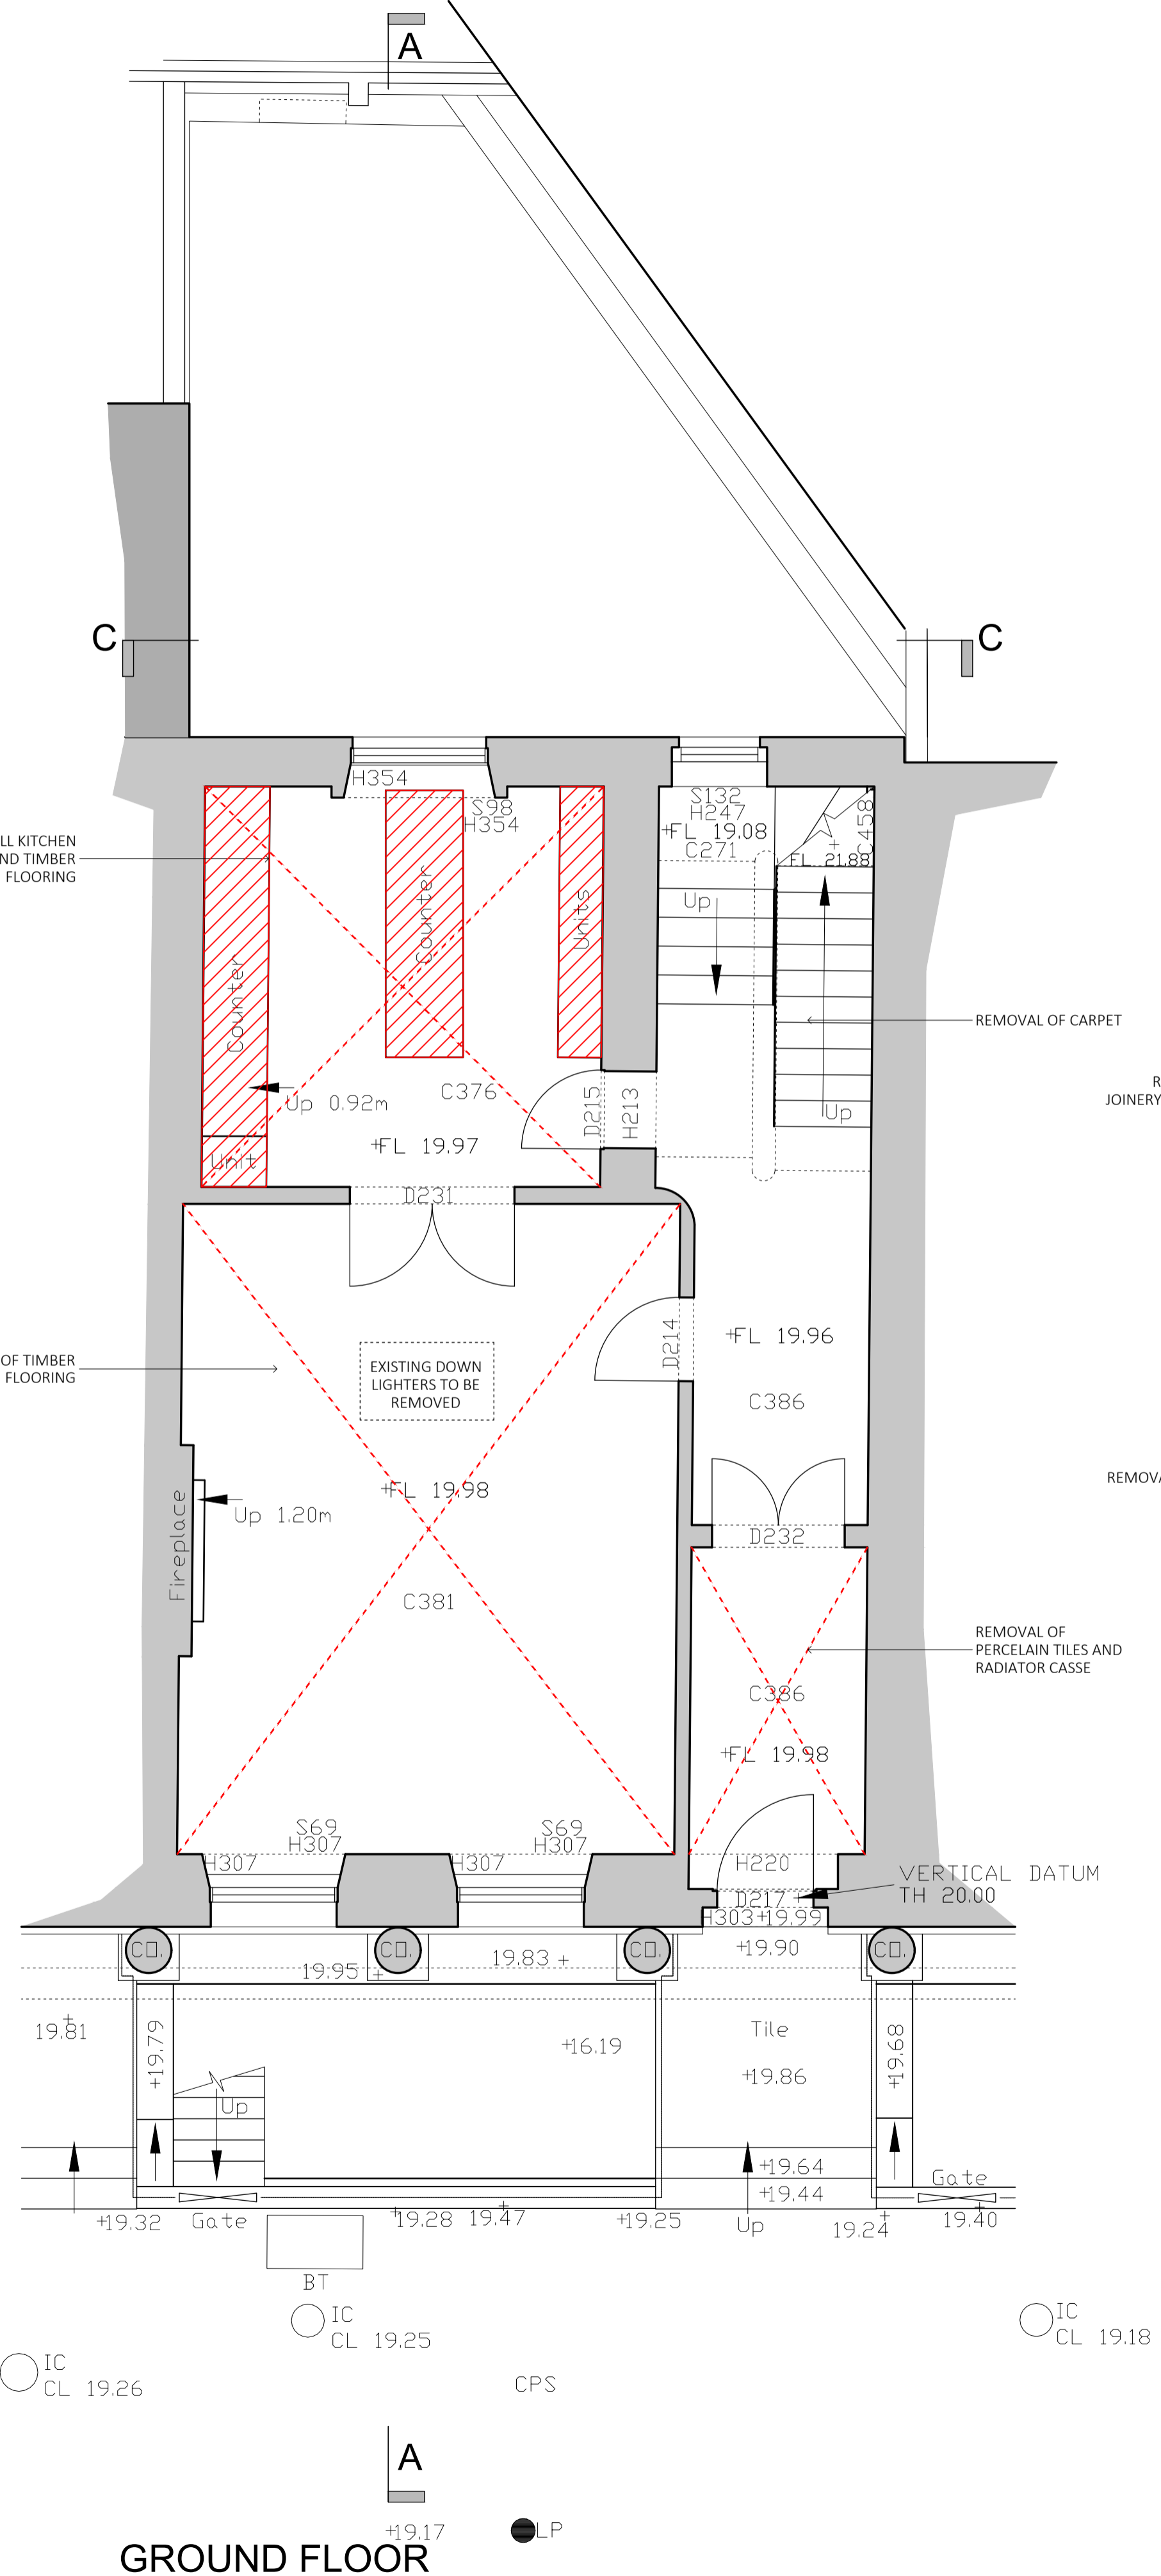 A
C
C
H354
S98
H354
S132
H247
+FL 19.08
C271
C458
+
FL 21.88
LL KITCHEN
ND TIMBER
FLOORING
Counter
Counter
Units
Up
REMOVAL OF CARPET
R
JOINERY
C376
Up 0.92m
D215
H213
Up
+FL 19.97
Unit
D231
OF TIMBER
FLOORING
EXISTING DOWN
LIGHTERS TO BE
REMOVED
D214
+FL 19.96
C386
+FL 19.98
Fireplace
Up 1.20m
REMOVA
D232
C381
REMOVAL OF
PERCELAIN TILES AND
RADIATOR CASSE
C386
+FL 19.98
S69
H307
S69
H307
H307
H307
H220
VERTICAL DATUM
TH 20.00
D217 +
H303 +19.99
CO.
CO.
CO.
CO.
+19.90
19.83 +
19.95 +
+
19.81
+19.79
+16.19
Tile
+19.86
+19.68
Up
+19.64
+19.44
Gate
+19.32
Gate
+19.28
+
19.47
+19.25
Up
+
19.24
+
19.40
BT
IC
CL 19.25
IC
CL 19.18
IC
CL 19.26
CPS
A
+19.17
LP
GROUND FLOOR